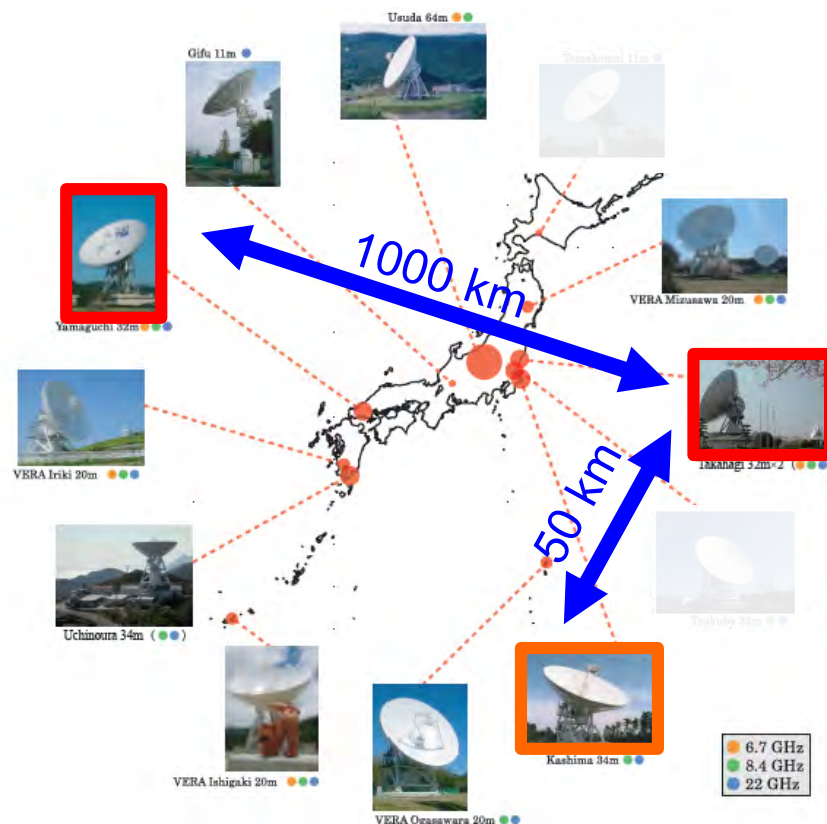 Usuda 64m
Gifu 11m
Tomakomai 11m
1000 km
VERA Mizusawa 20m
Yamaguchi 32m
Takahagi 32m×2 (
VERA Iriki 20m
50 km
Tsukuba 32m
Uchinoura 34m ( )
Kashima 34m
VERA Ishigaki 20m
VERA Ogasawara 20m
6.7 GHz
8.4 GHz
22 GHz